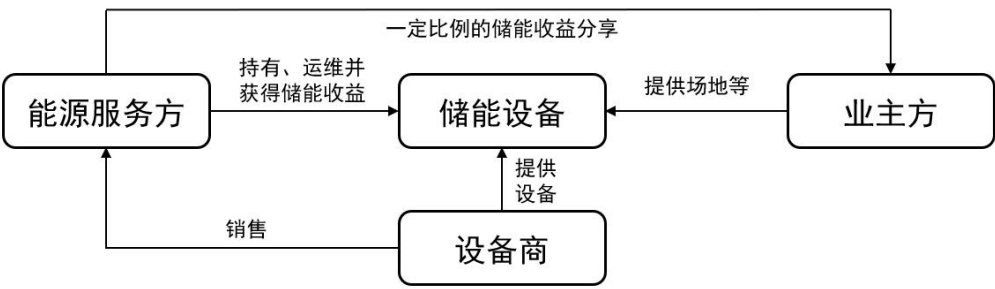 一定比例的储能收益分享
持有、运维并
获得储能收益
提供场地等
能源服务方
储能设备
业主方
提供
设备
销售
设备商